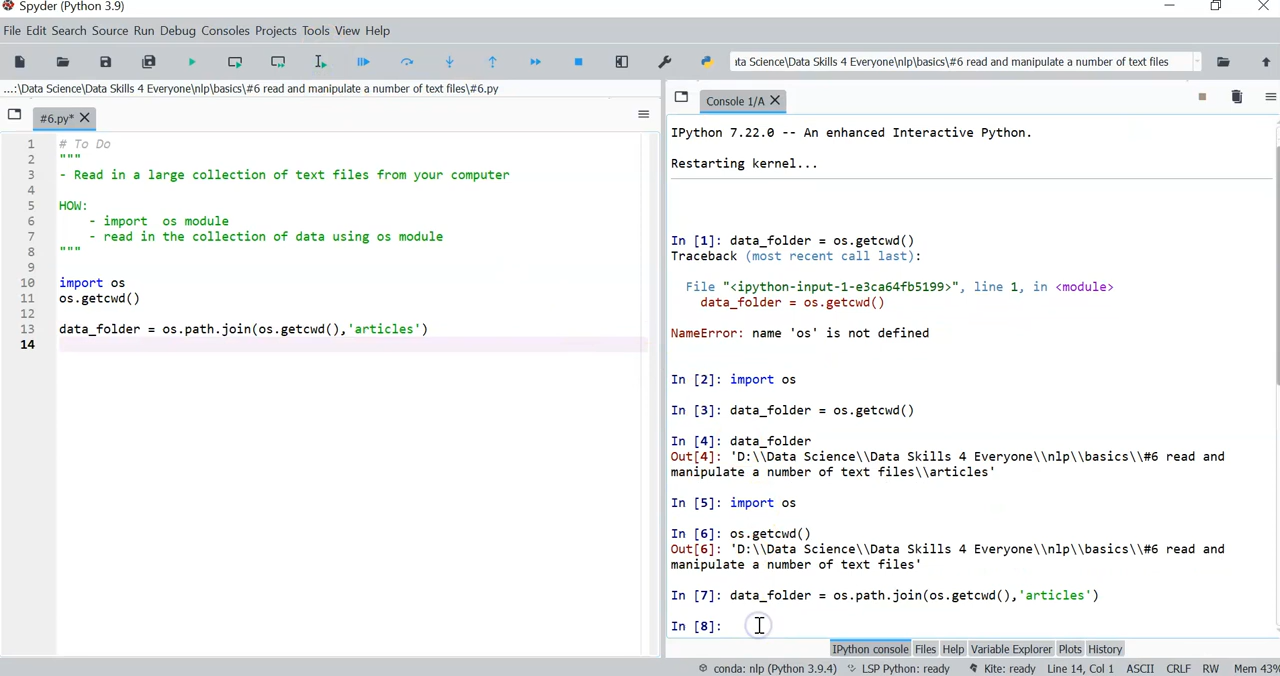 Spyder (Python 3.9)
File Edit Search Source Run Debug Consoles Projects Tools View Help
ıta Science\Data Skills 4 Everyone\nlp\basics\#6 read and manipulate a number of text files
...:\Data Science\Data Skills 4 Everyone\nlp\basics\#6 read and manipulate a number of text files\#6.py
#6.py*
1 # To Do
2 """
3 - Read in a large collection of text files from your computer
4
5 HOW:
6 - import  os module
7 - read in the collection of data using os module
8 """
9
10 import os
11 os.getcwd()
12
13 data_folder = os.path.join(os.getcwd(),'articles')
14
Console 1/A
IPython 7.22.0 -- An enhanced Interactive Python.
Restarting kernel...
In [1]: data_folder = os.getcwd()
Traceback (most recent call last):
File "<ipython-input-1-e3ca64fb5199>", line 1, in <module>
data_folder = os.getcwd()
NameError: name 'os' is not defined
In [2]: import os
In [3]: data_folder = os.getcwd()
In [4]: data_folder
Out[4]: 'D:\\Data Science\\Data Skills 4 Everyone\\nlp\\basics\\#6 read and
manipulate a number of text files\\articles'
In [5]: import os
In [6]: os.getcwd()
Out[6]: 'D:\\Data Science\\Data Skills 4 Everyone\\nlp\\basics\\#6 read and
manipulate a number of text files'
In [7]: data_folder = os.path.join(os.getcwd(),'articles')
In [8]:
IPython console Files Help Variable Explorer Plots History
conda: nlp (Python 3.9.4) LSP Python: ready Kite: ready Line 14, Col 1 ASCII CRLF RW Mem 43%